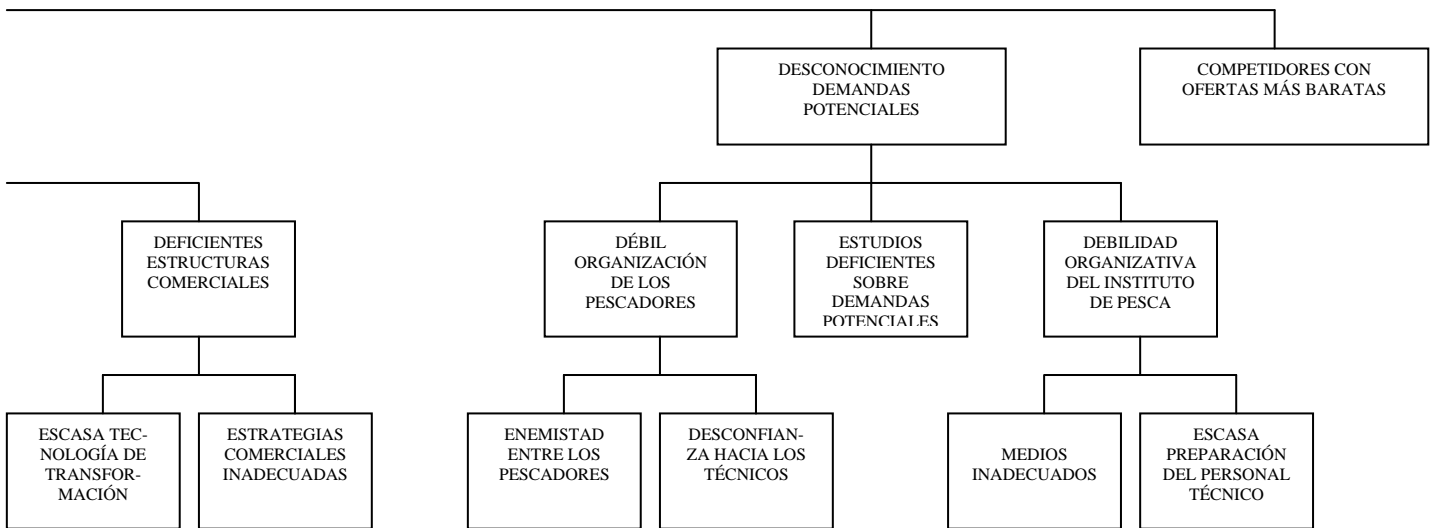 DESCONOCIMIENTO
DEMANDAS
POTENCIALES
COMPETIDORES CON
OFERTAS MÁS BARATAS
DEFICIENTES
ESTRUCTURAS
COMERCIALES
DÉBIL
ORGANIZACIÓN
DE LOS
PESCADORES
ESTUDIOS
DEFICIENTES
SOBRE
DEMANDAS
POTENCIALES
DEBILIDAD
ORGANIZATIVA
DEL INSTITUTO
DE PESCA
ESCASA TEC-
NOLOGÍA DE
TRANSFOR-
MACIÓN
ESTRATEGIAS
COMERCIALES
INADECUADAS
ENEMISTAD
ENTRE LOS
PESCADORES
DESCONFIAN-
ZA HACIA LOS
TÉCNICOS
MEDIOS
INADECUADOS
ESCASA
PREPARACIÓN
DEL PERSONAL
TÉCNICO